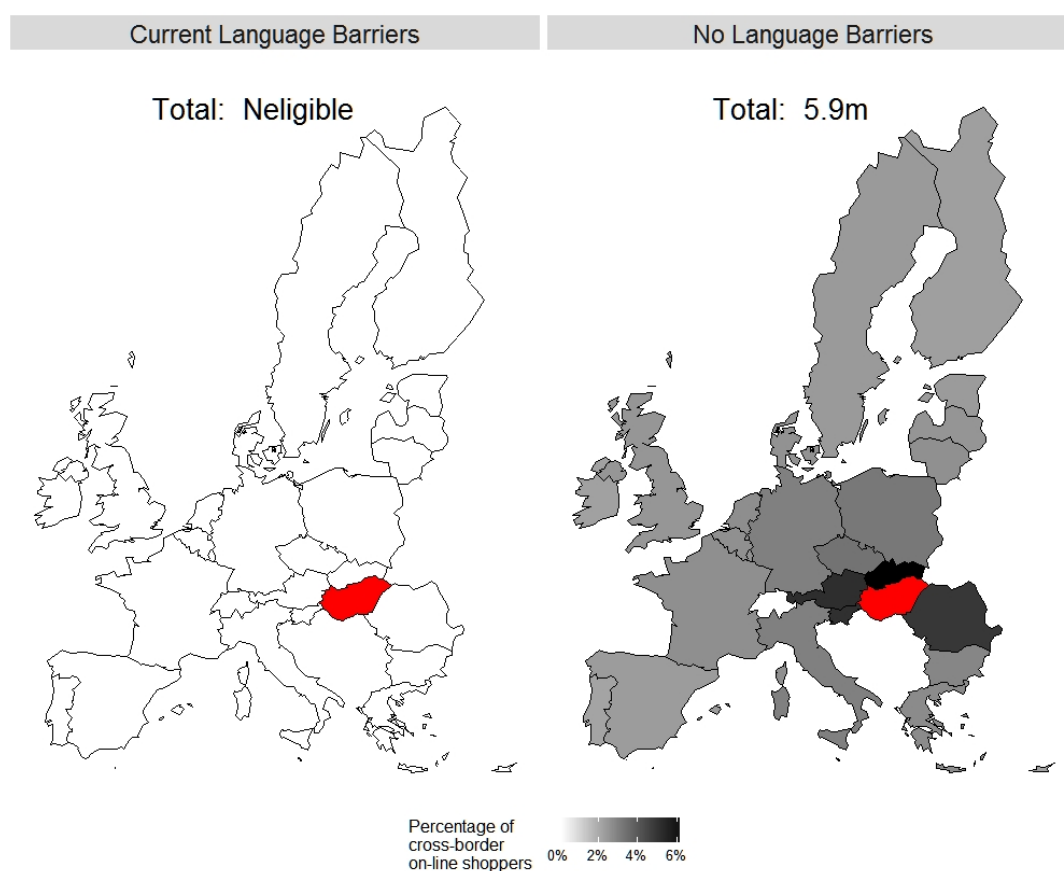 Current Language Barriers
No Language Barriers
Total: Neligible
Total: 5.9m
Percentage of
cross-border
on-line shoppers
0% 2% 4% 6%